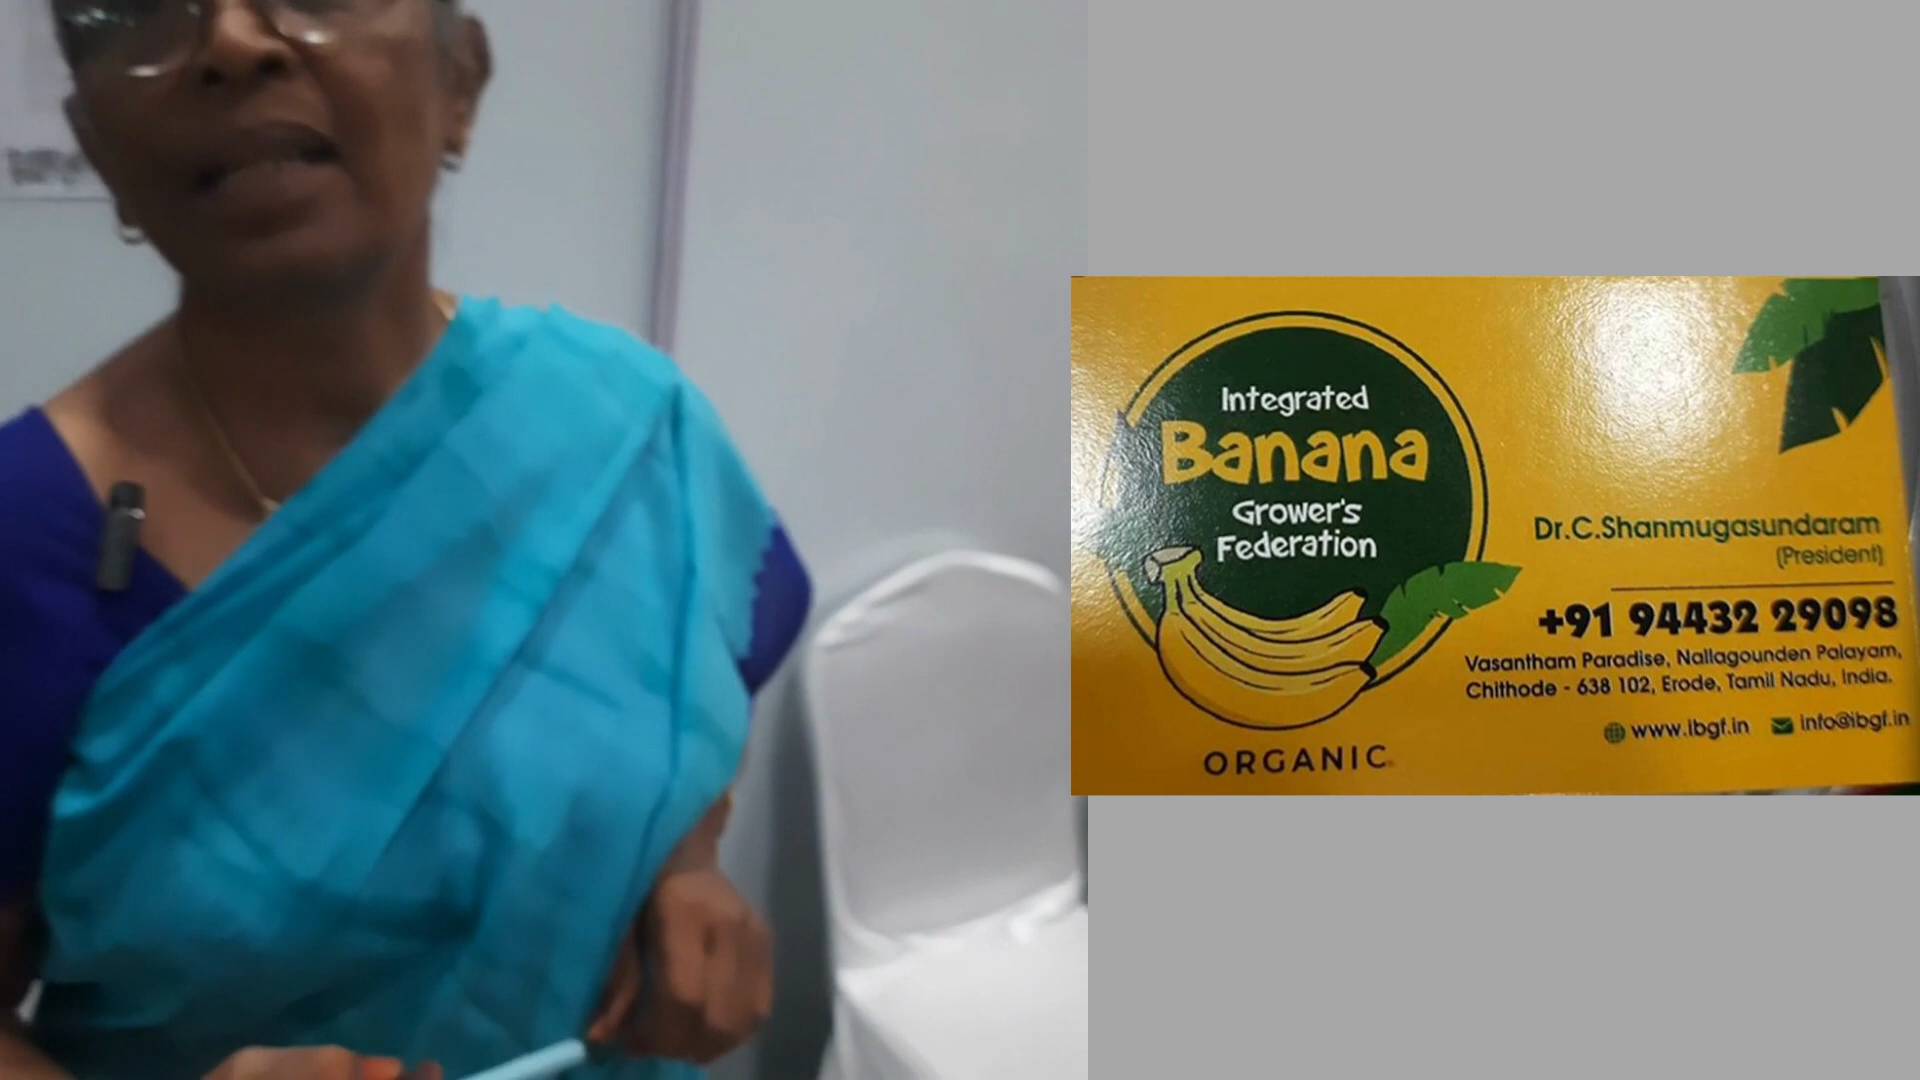 Integrated
Banana
Grower's
Federation
ORGANIC
Dr.C.Shanmugasundaram
(President)
+91 94432 29098
Vasantham Paradise, Nallagounden Palayam,
Chithode - 638 102, Erode, Tamil Nadu, India.
www.ibgf.in info@ibgf.in